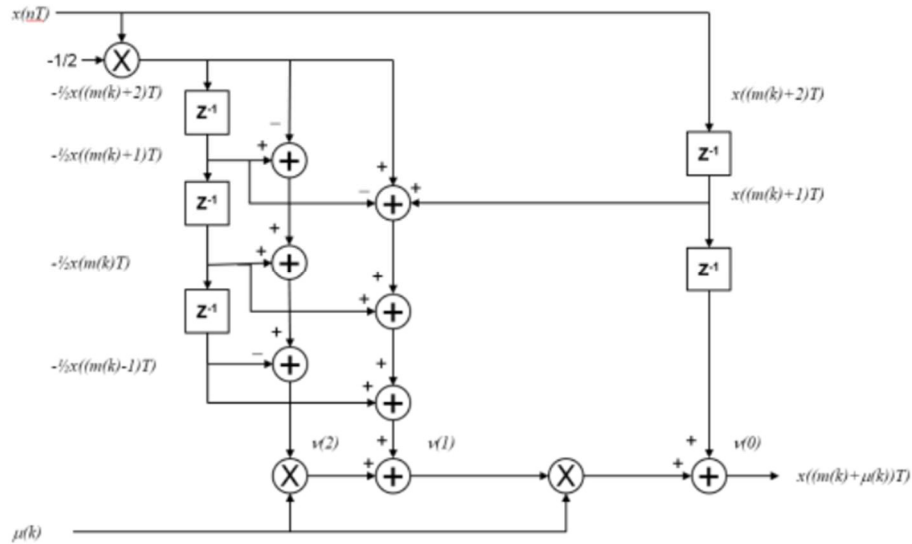 x(nT)
-1/2
X
-½x((m(k)+2)T)
x((m(k)+2)T)
Z-1
-½x((m(k)+1)T)
Z-1
x((m(k)+1)T)
Z-1
-½x(m(k)T)
Z-1
Z-1
-½x((m(k)-1)T)
v(2)
v(1)
v(0)
X
X
x((m(k)+μ(k))T)
μ(k)